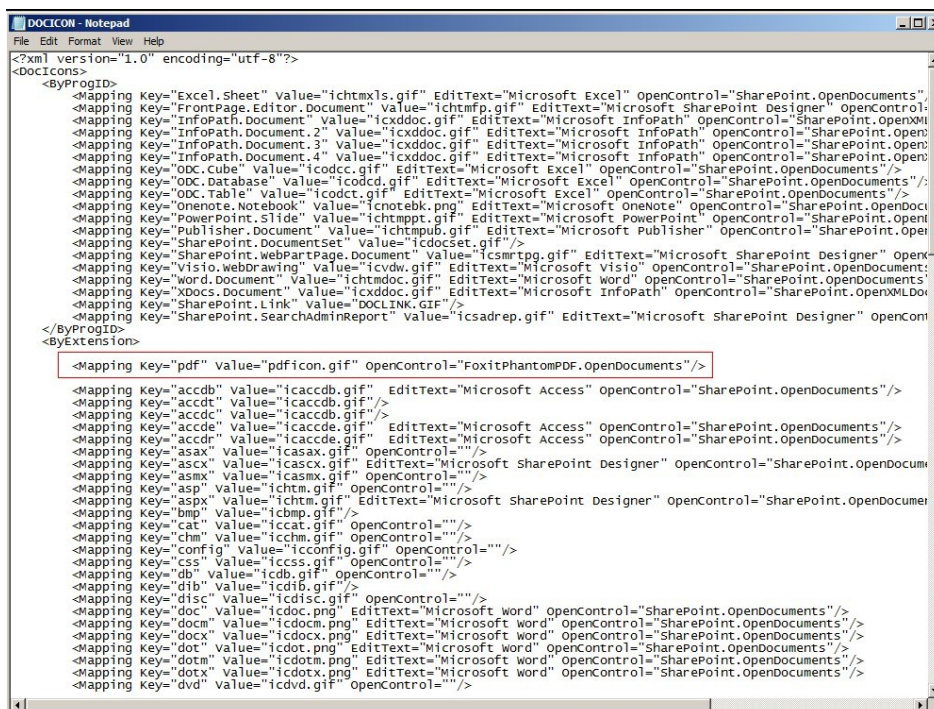 DOCICON - Notepad
File Edit Format View Help
<?xml version="1.0" encoding="utf-8"?>
<DocIcons>
<ByProgID>
<Mapping Key="Excel.Sheet" Value="ichtmxls.gif" EditText="Microsoft Excel" OpenControl="SharePoint.OpenDocuments"/
<Mapping Key="FrontPage.Editor.Document" Value="ichtmfp.gif" EditText="Microsoft SharePoint Designer" OpenControl=
<Mapping Key="InfoPath.Document" Value="icxddoc.gif" EditText="Microsoft InfoPath" OpenControl="SharePoint.OpenXML
<Mapping Key="InfoPath.Document.2" Value="icxddoc.gif" EditText="Microsoft InfoPath" OpenControl="SharePoint.OpenX
<Mapping Key="InfoPath.Document.3" Value="icxddoc.gif" EditText="Microsoft InfoPath" OpenControl="SharePoint.OpenX
<Mapping Key="InfoPath.Document.4" Value="icxddoc.gif" EditText="Microsoft InfoPath" OpenControl="SharePoint.OpenX
<Mapping Key="ODC.Cube" Value="icodcc.gif" EditText="Microsoft Excel" OpenControl="SharePoint.OpenDocuments"/>
<Mapping Key="ODC.Database" Value="icodcd.gif" EditText="Microsoft Excel" OpenControl="SharePoint.OpenDocuments"/>
<Mapping Key="ODC.Table" Value="icodct.gif" EditText="Microsoft Excel" OpenControl="SharePoint.OpenDocuments"/>
<Mapping Key="Onenote.Notebook" Value="icnotebk.png" EditText="Microsoft OneNote" OpenControl="SharePoint.OpenDocu
<Mapping Key="PowerPoint.Slide" Value="ichtmppt.gif" EditText="Microsoft PowerPoint" OpenControl="SharePoint.OpenD
<Mapping Key="Publisher.Document" Value="ichtmpub.gif" EditText="Microsoft Publisher" OpenControl="SharePoint.Open
<Mapping Key="SharePoint.DocumentSet" Value="icdocset.gif"/>
<Mapping Key="SharePoint.WebPartPage.Document" Value="icsmrtpg.gif" EditText="Microsoft SharePoint Designer" OpenC
<Mapping Key="Visio.WebDrawing" Value="icvdw.gif" EditText="Microsoft Visio" OpenControl="SharePoint.OpenDocuments
<Mapping Key="Word.Document" Value="ichtmdoc.gif" EditText="Microsoft Word" OpenControl="SharePoint.OpenDocuments"
<Mapping Key="XDocs.Document" Value="icxddoc.gif" EditText="Microsoft InfoPath" OpenControl="SharePoint.OpenXMLDoc
<Mapping Key="SharePoint.Link" Value="DOCLINK.GIF"/>
<Mapping Key="SharePoint.SearchAdminReport" Value="icsadrep.gif" EditText="Microsoft SharePoint Designer" OpenCont
</ByProgID>
<ByExtension>
<Mapping Key="pdf" Value="pdficon.gif" OpenControl="FoxitPhantomPDF.OpenDocuments"/>
<Mapping Key="accdb" Value="icaccdb.gif" EditText="Microsoft Access" OpenControl="SharePoint.OpenDocuments"/>
<Mapping Key="accdt" Value="icaccdb.gif"/>
<Mapping Key="accdc" Value="icaccdb.gif"/>
<Mapping Key="accde" Value="icaccde.gif" EditText="Microsoft Access" OpenControl="SharePoint.OpenDocuments"/>
<Mapping Key="accdr" Value="icaccde.gif" EditText="Microsoft Access" OpenControl="SharePoint.OpenDocuments"/>
<Mapping Key="asax" Value="icasax.gif" OpenControl=""/>
<Mapping Key="ascx" Value="icascx.gif" EditText="Microsoft SharePoint Designer" OpenControl="SharePoint.OpenDocume
<Mapping Key="asmx" Value="icasmx.gif" OpenControl=""/>
<Mapping Key="asp" Value="ichtm.gif" OpenControl=""/>
<Mapping Key="aspx" Value="ichtm.gif" EditText="Microsoft SharePoint Designer" OpenControl="SharePoint.OpenDocumen
<Mapping Key="bmp" Value="icbmp.gif"/>
<Mapping Key="cat" Value="iccat.gif" OpenControl=""/>
<Mapping Key="chm" Value="icchm.gif" OpenControl=""/>
<Mapping Key="config" Value="icconfig.gif" OpenControl=""/>
<Mapping Key="css" Value="iccss.gif" OpenControl=""/>
<Mapping Key="db" Value="icdb.gif" OpenControl=""/>
<Mapping Key="dib" Value="icdib.gif"/>
<Mapping Key="disc" Value="icdisc.gif" OpenControl=""/>
<Mapping Key="doc" Value="icdoc.png" EditText="Microsoft Word" OpenControl="SharePoint.OpenDocuments"/>
<Mapping Key="docm" Value="icdocm.png" EditText="Microsoft Word" OpenControl="SharePoint.OpenDocuments"/>
<Mapping Key="docx" Value="icdocx.png" EditText="Microsoft Word" OpenControl="SharePoint.OpenDocuments"/>
<Mapping Key="dot" Value="icdot.png" EditText="Microsoft Word" OpenControl="SharePoint.OpenDocuments"/>
<Mapping Key="dotm" Value="icdotm.png" EditText="Microsoft Word" OpenControl="SharePoint.OpenDocuments"/>
<Mapping Key="dotx" Value="icdotx.png" EditText="Microsoft Word" OpenControl="SharePoint.OpenDocuments"/>
<Mapping Key="dvd" Value="icdvd.gif" OpenControl=""/>